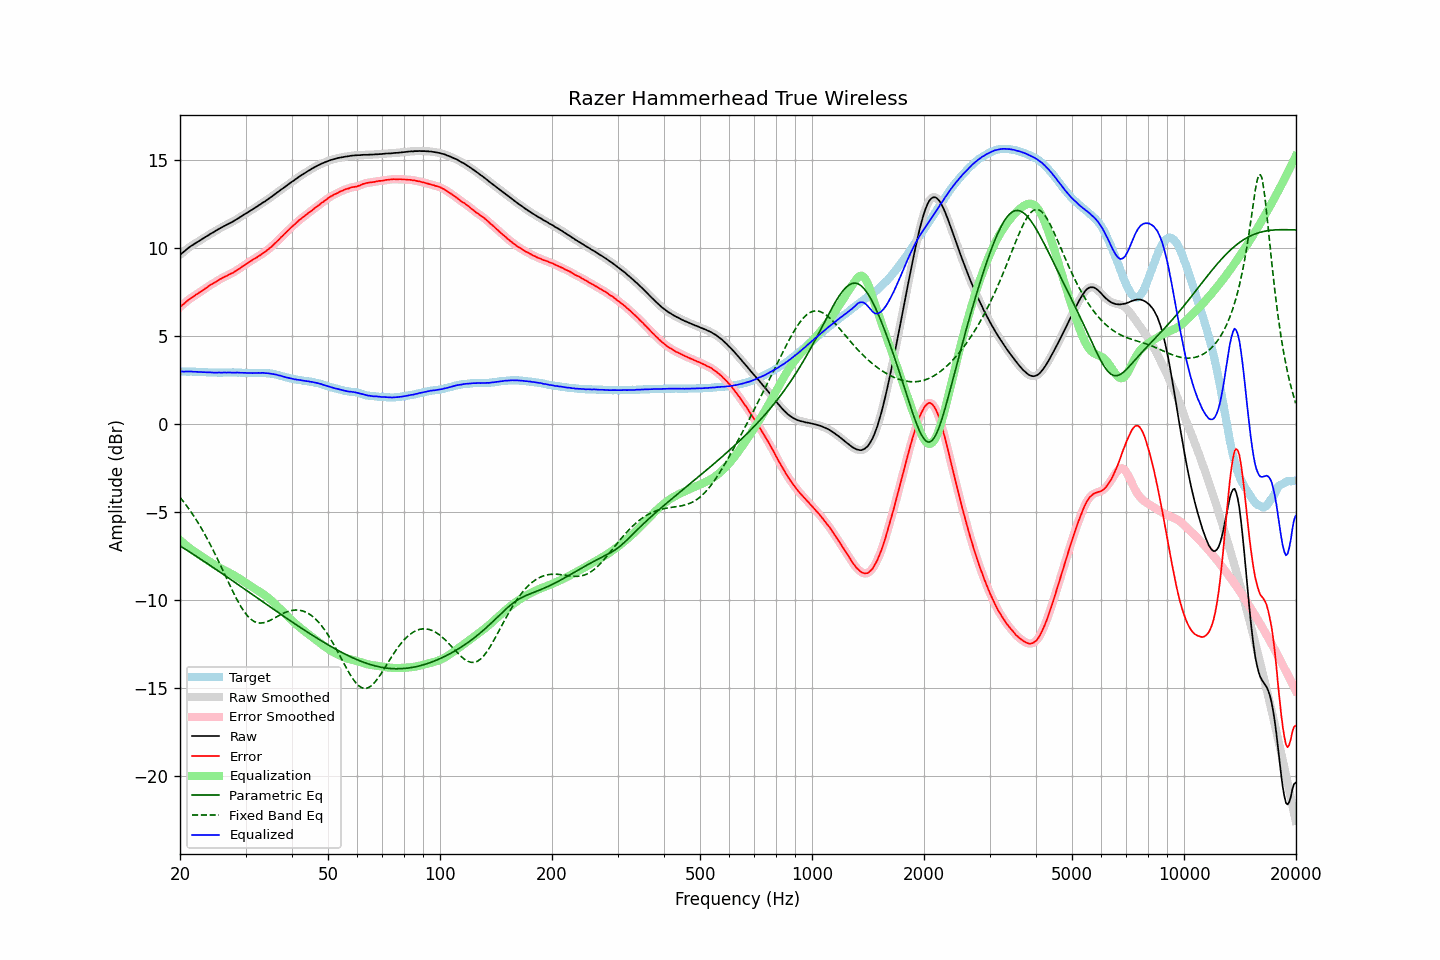 Razer Hammerhead True Wireless
Amplitude (dBr)
15
10
5
0
−5
−10
−15
−20
Target
Raw Smoothed
Error Smoothed
Raw
Error
Equalization
Parametric Eq
Fixed Band Eq
Equalized
20 50 100 200 500 1000 2000 5000 10000 20000
Frequency (Hz)